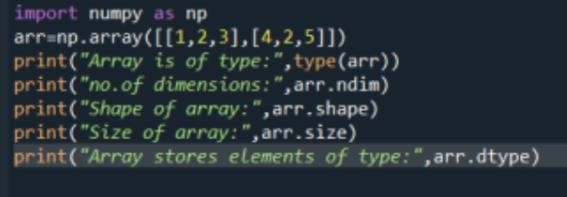 import numpy as np
arr=np.array([[1,2,3],[4,2,5]])
print("Array is of type:",type(arr))
print("no.of dimensions:",arr.ndim)
print("Shape of array:",arr.shape)
print("Size of array:",arr.size)
print("Array stores elements of type:",arr.dtype)